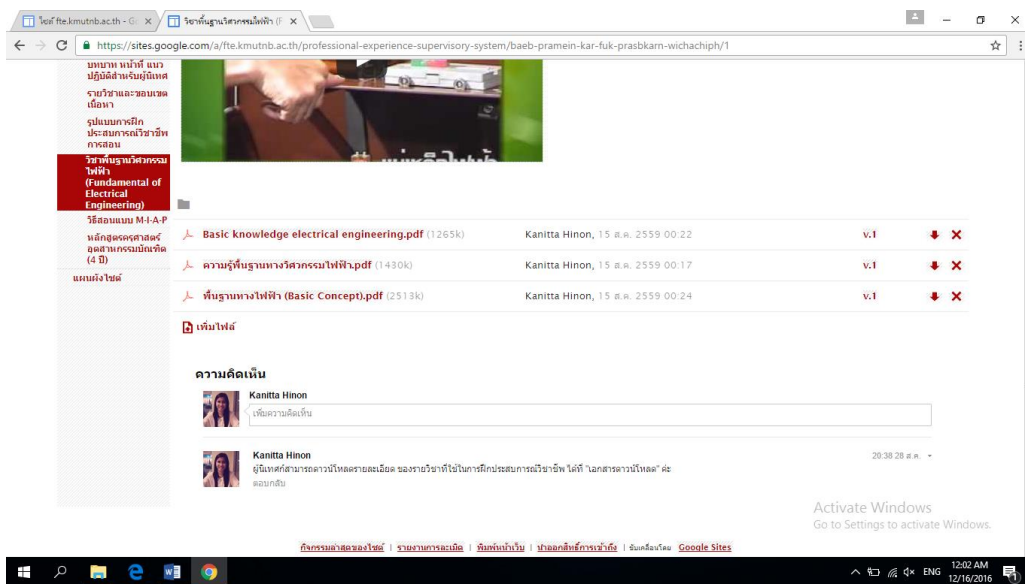 ไซต์ fte.kmutnb.ac.th - G
วิชาพื้นฐานวิศวกรรมไฟฟ้า (F
https://sites.google.com/a/fte.kmutnb.ac.th/professional-experience-supervisory-system/baeb-pramein-kar-fuk-prasbkarn-wichachiph/1
บทบาท หน้าที่ แนว
ปฏิบัติสำหรับผู้นิเทศ
รายวิชาและขอบเขต
เนื้อหา
รูปแบบการฝึก
ประสบการณ์วิชาชีพ
การสอน
วิชาพื้นฐานวิศวกรรม
ไฟฟ้า
(Fundamental of
Electrical
Engineering)
วิธีสอนแบบ M-I-A-P
หลักสูตรครุศาสตร์
อุตสาหกรรมบัณฑิต
(4 ปี)
แผนผังไซต์
แม่เหล็กไฟฟ้า
Basic knowledge electrical engineering.pdf (1265k) Kanitta Hinon, 15 ส.ค. 2559 00:22 v.1
ความรู้พื้นฐานทางวิศวกรรมไฟฟ้า.pdf (1430k) Kanitta Hinon, 15 ส.ค. 2559 00:17 v.1
พื้นฐานทางไฟฟ้า (Basic Concept).pdf (2513k) Kanitta Hinon, 15 ส.ค. 2559 00:24 v.1
เพิ่มไฟล์
ความคิดเห็น
Kanitta Hinon
เพิ่มความคิดเห็น
Kanitta Hinon 20:38 28 ส.ค.
ผู้นิเทศก์สามารถดาวน์โหลดรายละเอียด ของรายวิชาที่ใช้ในการฝึกประสบการณ์วิชาชีพ ได้ที่ "เอกสารดาวน์โหลด" ค่ะ
ตอบกลับ
Activate Windows
Go to Settings to activate Windows.
กิจกรรมล่าสุดของไซต์ | รายงานการละเมิด | พิมพ์หน้าเว็บ | นำออกสิทธิ์การเข้าถึง | ขับเคลื่อนโดย Google Sites
ENG 12:02 AM
12/16/2016